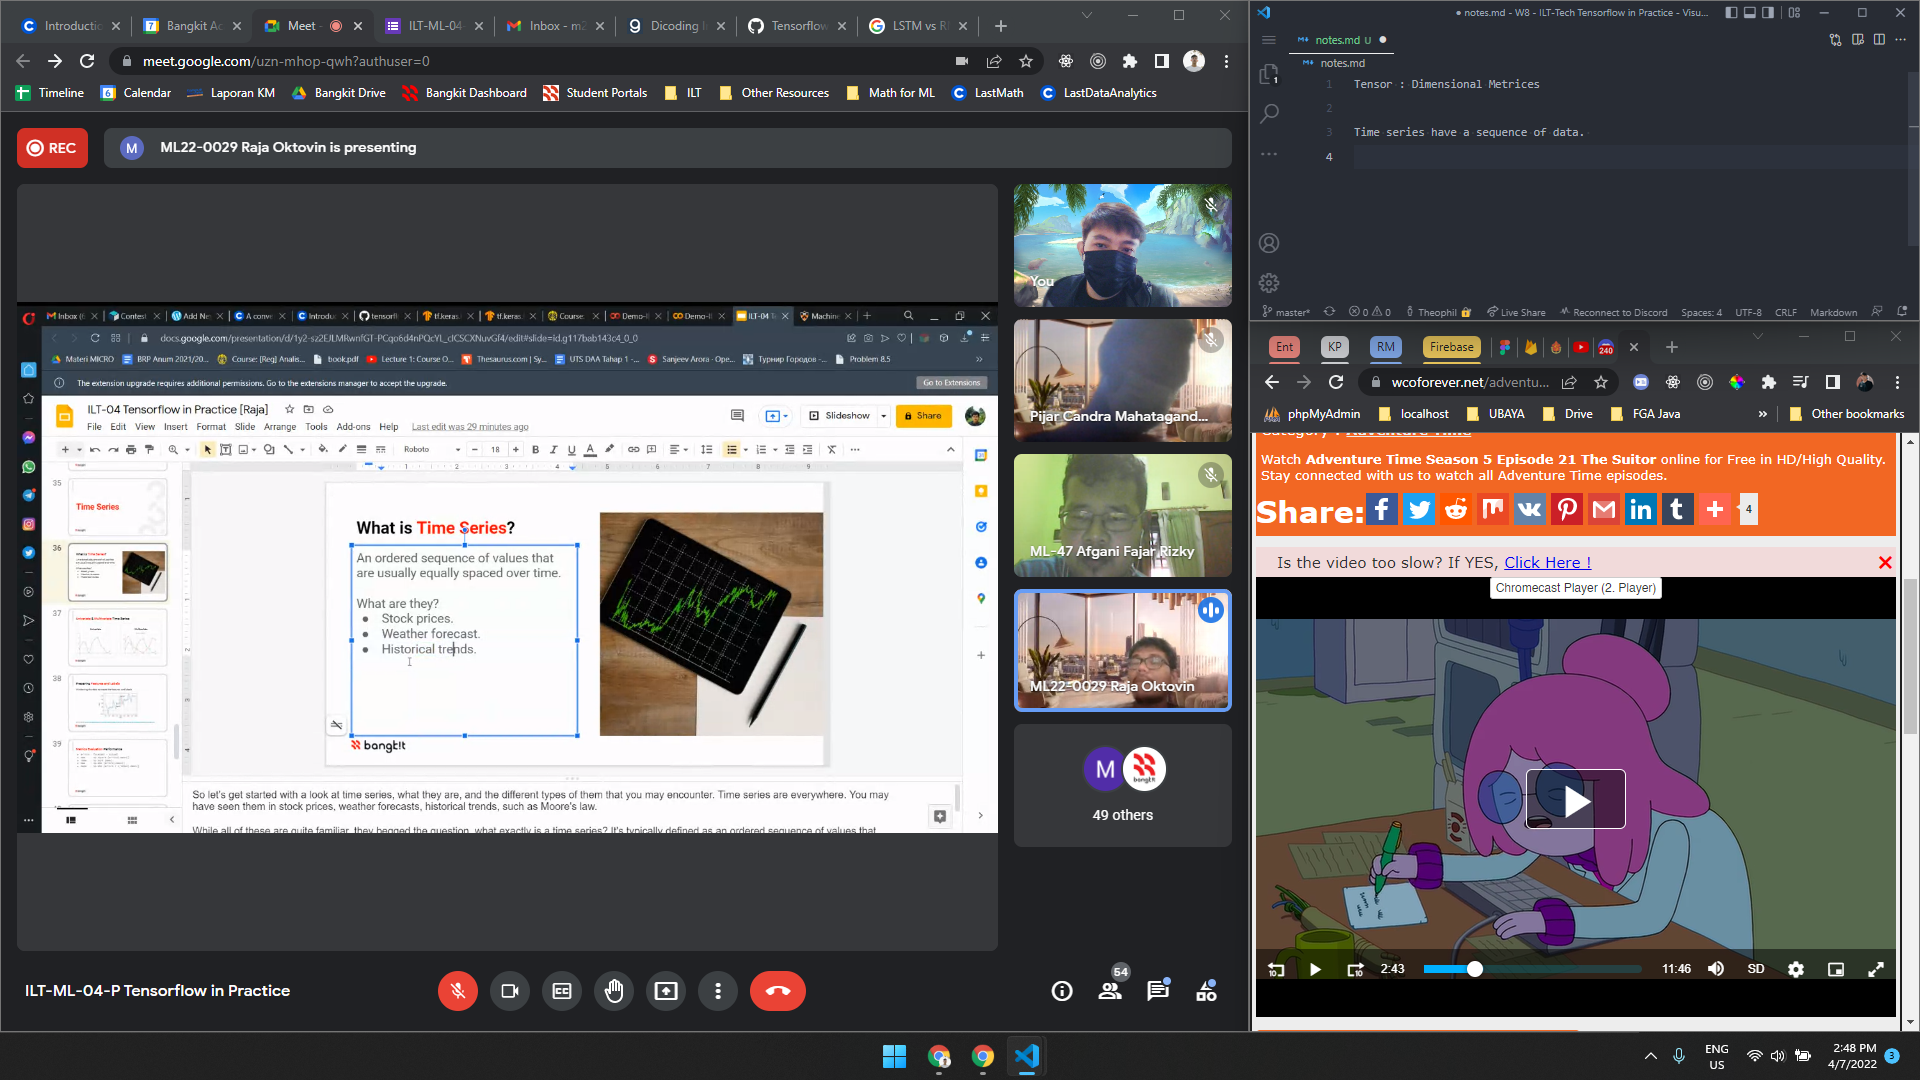 Introductio
Bangkit Ac
Meet
ILT-ML-04-
Inbox - m2
Dicoding In
Tensorflow
LSTM vs R
meet.google.com/uzn-mhop-qwh?authuser=0
Timeline
Calendar
Laporan KM
Bangkit Drive
Bangkit Dashboard
Student Portals
ILT
Other Resources
Math for ML
LastMath
LastDataAnalytics
REC
M
ML22-0029 Raja Oktovin is presenting
The extension upgrade requires additional permissions. Go to the extensions manager to accept the upgrade.
Go to Extensions
ILT-04 Tensorflow in Practice [Raja]
File Edit View Insert Format Slide Arrange Tools Add-ons Help
Last edit was 29 minutes ago
Slideshow
Share
Roboto
18
35
Time Series
36
37
38
39
What is Time Series?
An ordered sequence of values that
are usually equally spaced over time.
What are they?
● Stock prices.
● Weather forecast.
● Historical trends.
bangk!t
So let's get started with a look at time series, what they are, and the different types of them that you may encounter. Time series are everywhere. You may
have seen them in stock prices, weather forecasts, historical trends, such as Moore's law.
While all of these are quite familiar, they begged the question, what exactly is a time series? It's typically defined as an ordered sequence of values that
You
Pijar Candra Mahatagand...
ML-47 Afgani Fajar Rizky
ML22-0029 Raja Oktovin
M
49 others
ILT-ML-04-P Tensorflow in Practice
54
notes.md - W8 - ILT-Tech Tensorflow in Practice - Visu...
notes.md U
notes.md
1 Tensor : Dimensional Metrices
2
3 Time series have a sequence of data.
4
master*
0 0
Theophil
Live Share
Reconnect to Discord
Spaces: 4
UTF-8
CRLF
Markdown
Ent
KP
RM
Firebase
240
wcoforever.net/adventu...
phpMyAdmin
localhost
UBAYA
Drive
FGA Java
Other bookmarks
Category : Adventure Time
Watch Adventure Time Season 5 Episode 21 The Suitor online for Free in HD/High Quality.
Stay connected with us to watch all Adventure Time episodes.
Share:
4
Is the video too slow? If YES, Click Here !
Chromecast Player (2. Player)
2:43
11:46
SD
ENG
US
2:48 PM
4/7/2022
3